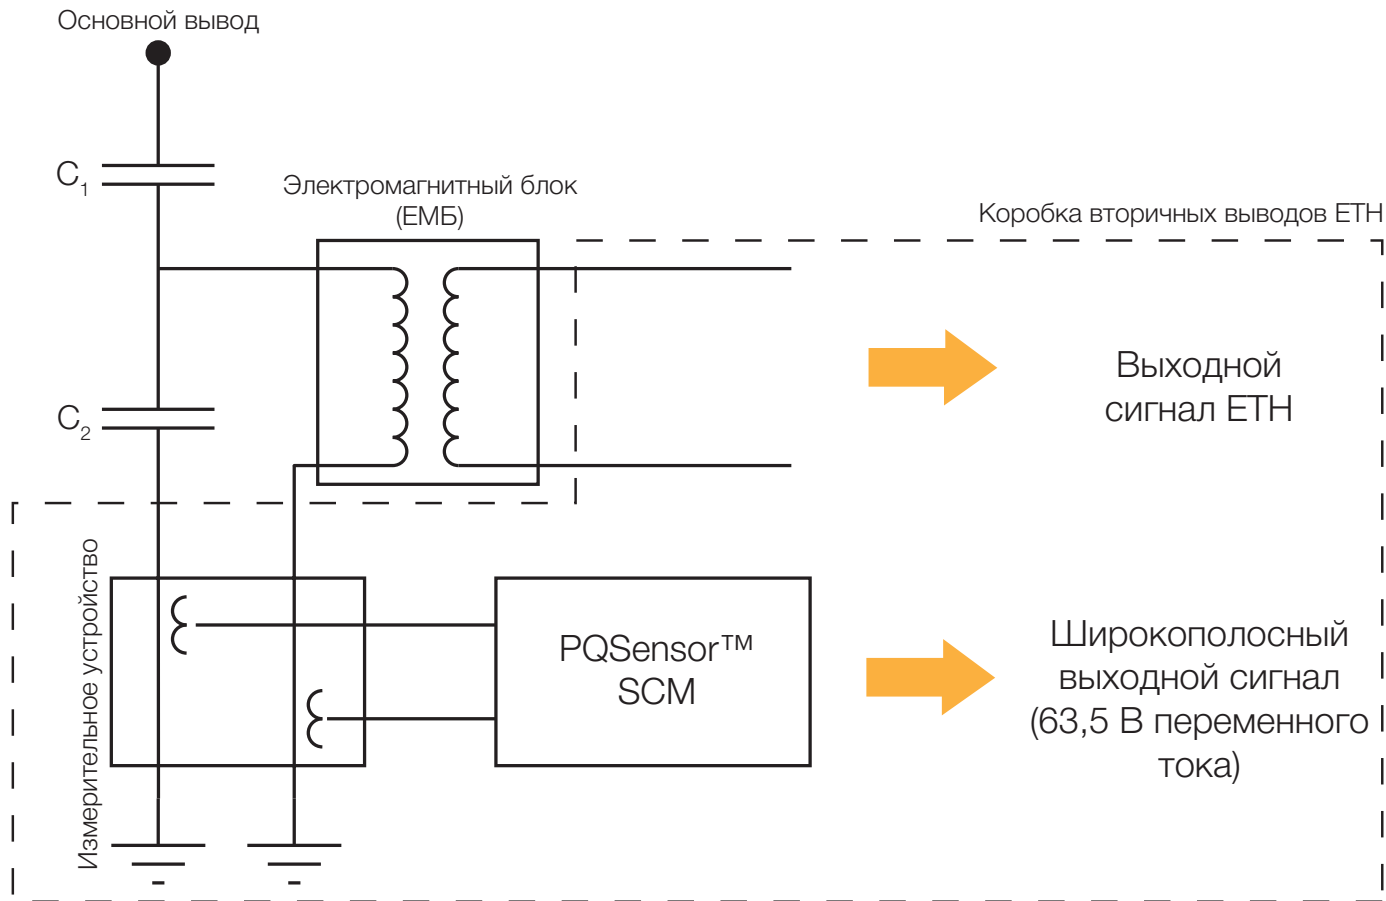 Основной вывод
C1
Электромагнитный блок
(ЕМБ)
Коробка вторичных выводов ЕТН
Выходной
сигнал ЕТН
C2
Измерительное устройство
PQSensor™
SCM
Широкополосный
выходной сигнал
(63,5 В переменного
тока)